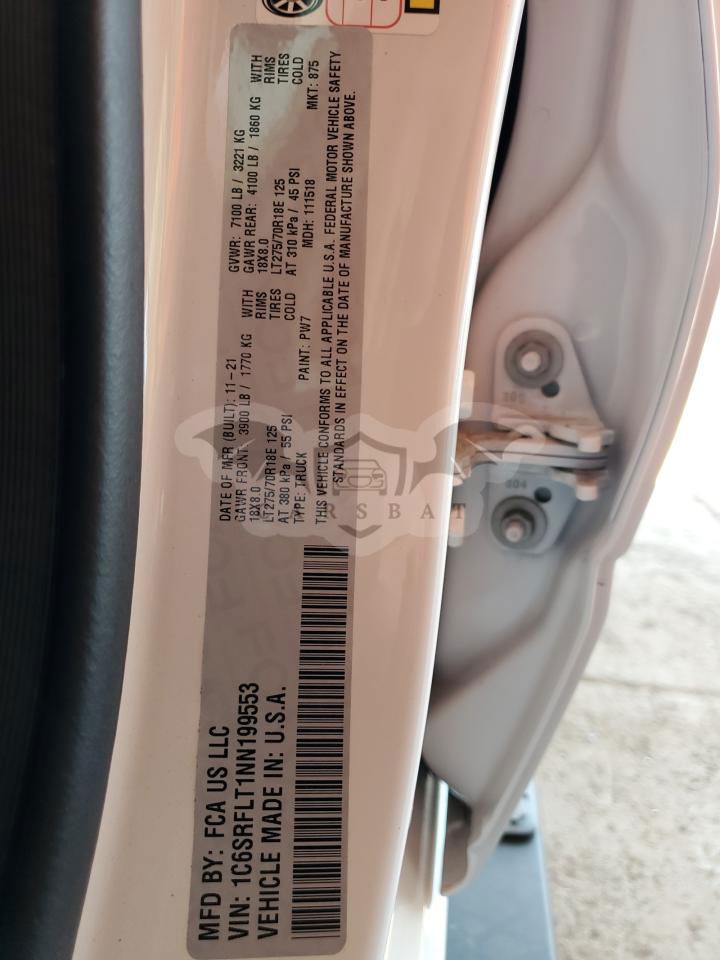 MFD BY: FCA US LLC
DATE OF MFR (BUILT): 11-21
GVWR: 7100 LB / 3221 KG
GAWR FRONT: 3900 LB / 1770 KG WITH
GAWR REAR: 4100 LB / 1860 KG WITH
18X8.0 RIMS
18X8.0 RIMS
LT275/70R18E 125 TIRES
LT275/70R18E 125 TIRES
AT 380 kPa / 55 PSI COLD
AT 310 kPa / 45 PSI COLD
VIN: 1C6SRFLT1NN199553
TYPE: TRUCK
PAINT: PW7
MDH: 111518
MKT: 875
VEHICLE MADE IN: U.S.A.
THIS VEHICLE CONFORMS TO ALL APPLICABLE U.S.A. FEDERAL MOTOR VEHICLE SAFETY
STANDARDS IN EFFECT ON THE DATE OF MANUFACTURE SHOWN ABOVE.
804
RSBAT